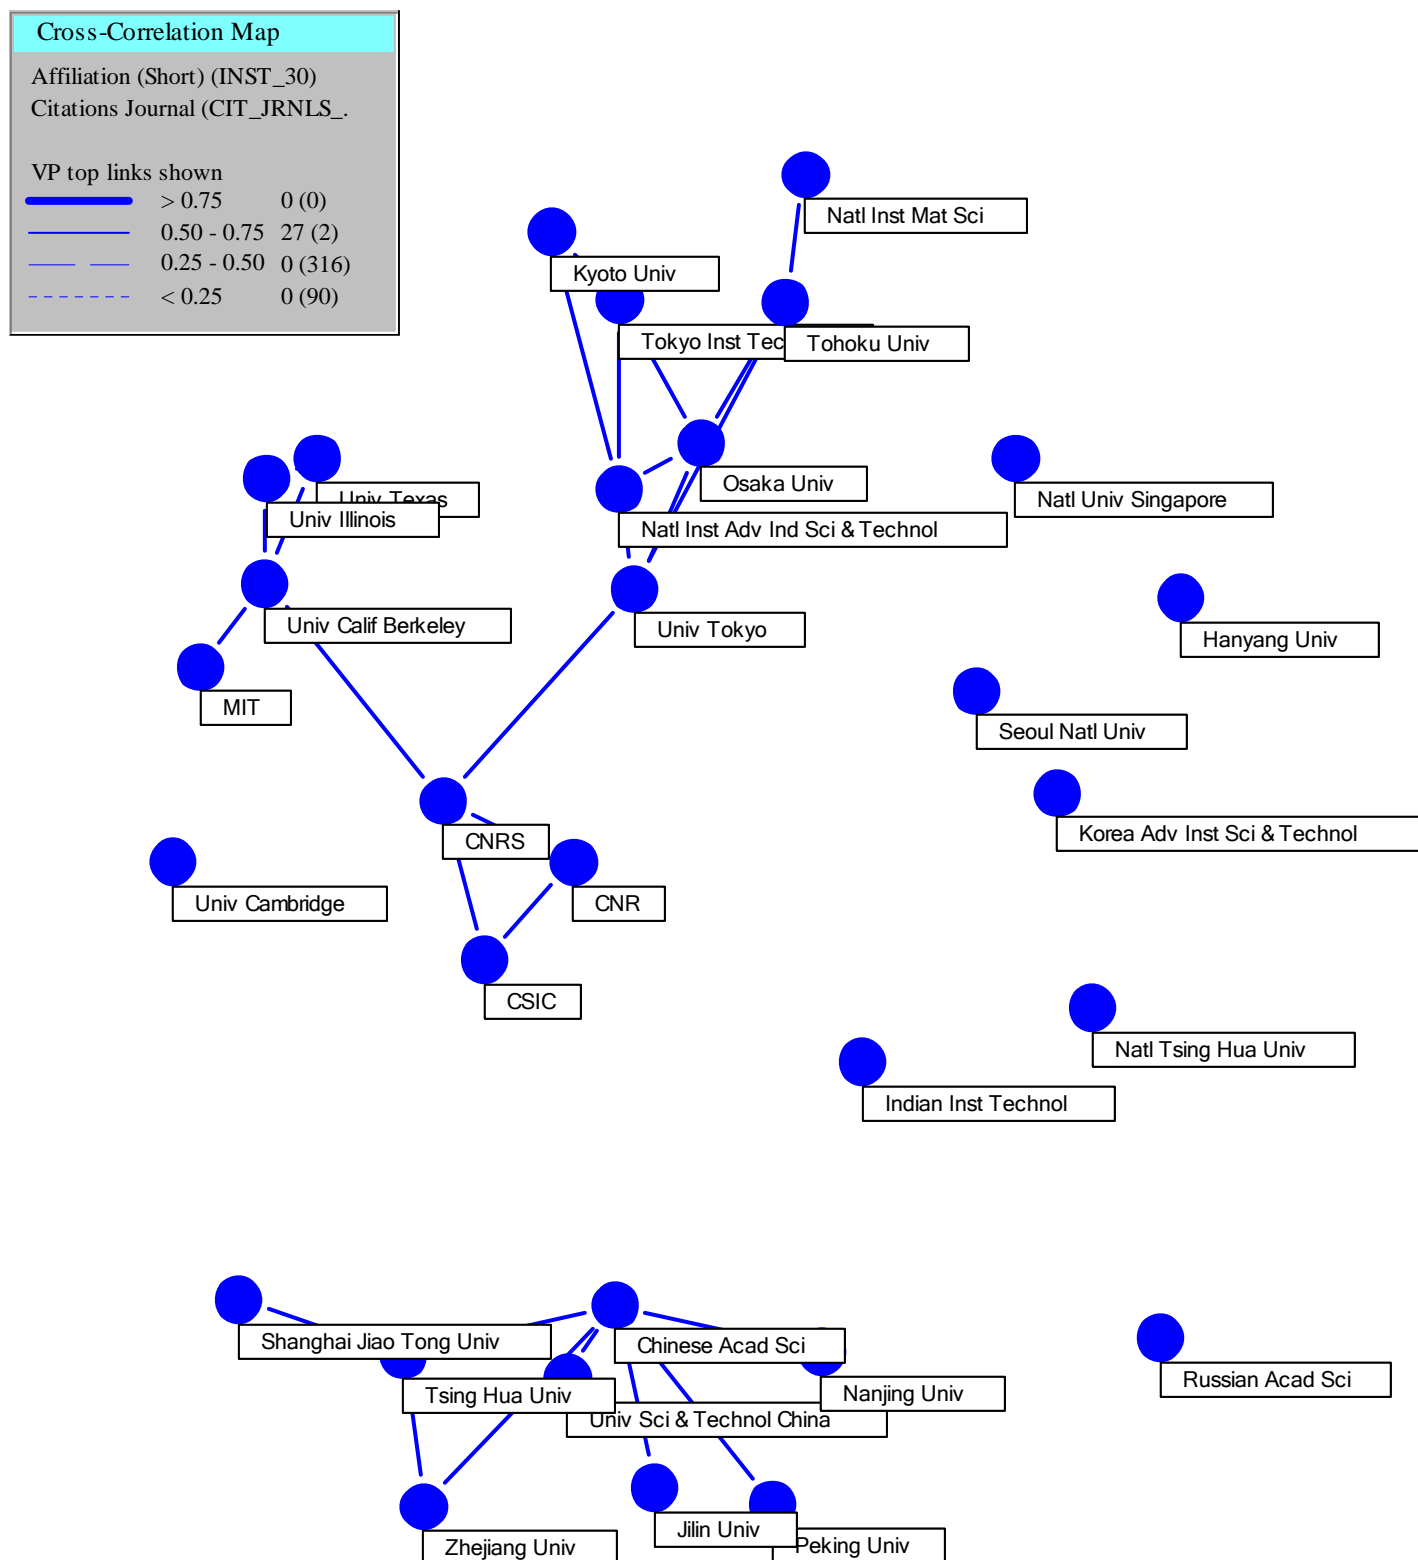 Cross-Correlation Map
Affiliation (Short) (INST_30)
Citations Journal (CIT_JRNLS_.
VP top links shown
> 0.75 0 (0)
0.50 - 0.75 27 (2)
0.25 - 0.50 0 (316)
< 0.25 0 (90)
Natl Inst Mat Sci
Kyoto Univ
Tokyo Inst Tec
Tohoku Univ
Osaka Univ
Univ Texas
Natl Univ Singapore
Univ Illinois
Natl Inst Adv Ind Sci & Technol
Univ Calif Berkeley
Univ Tokyo
Hanyang Univ
MIT
Seoul Natl Univ
CNRS
Korea Adv Inst Sci & Technol
Univ Cambridge
CNR
CSIC
Natl Tsing Hua Univ
Indian Inst Technol
Shanghai Jiao Tong Univ
Chinese Acad Sci
Russian Acad Sci
Tsing Hua Univ
Nanjing Univ
Univ Sci & Technol China
Jilin Univ
Zhejiang Univ
Peking Univ